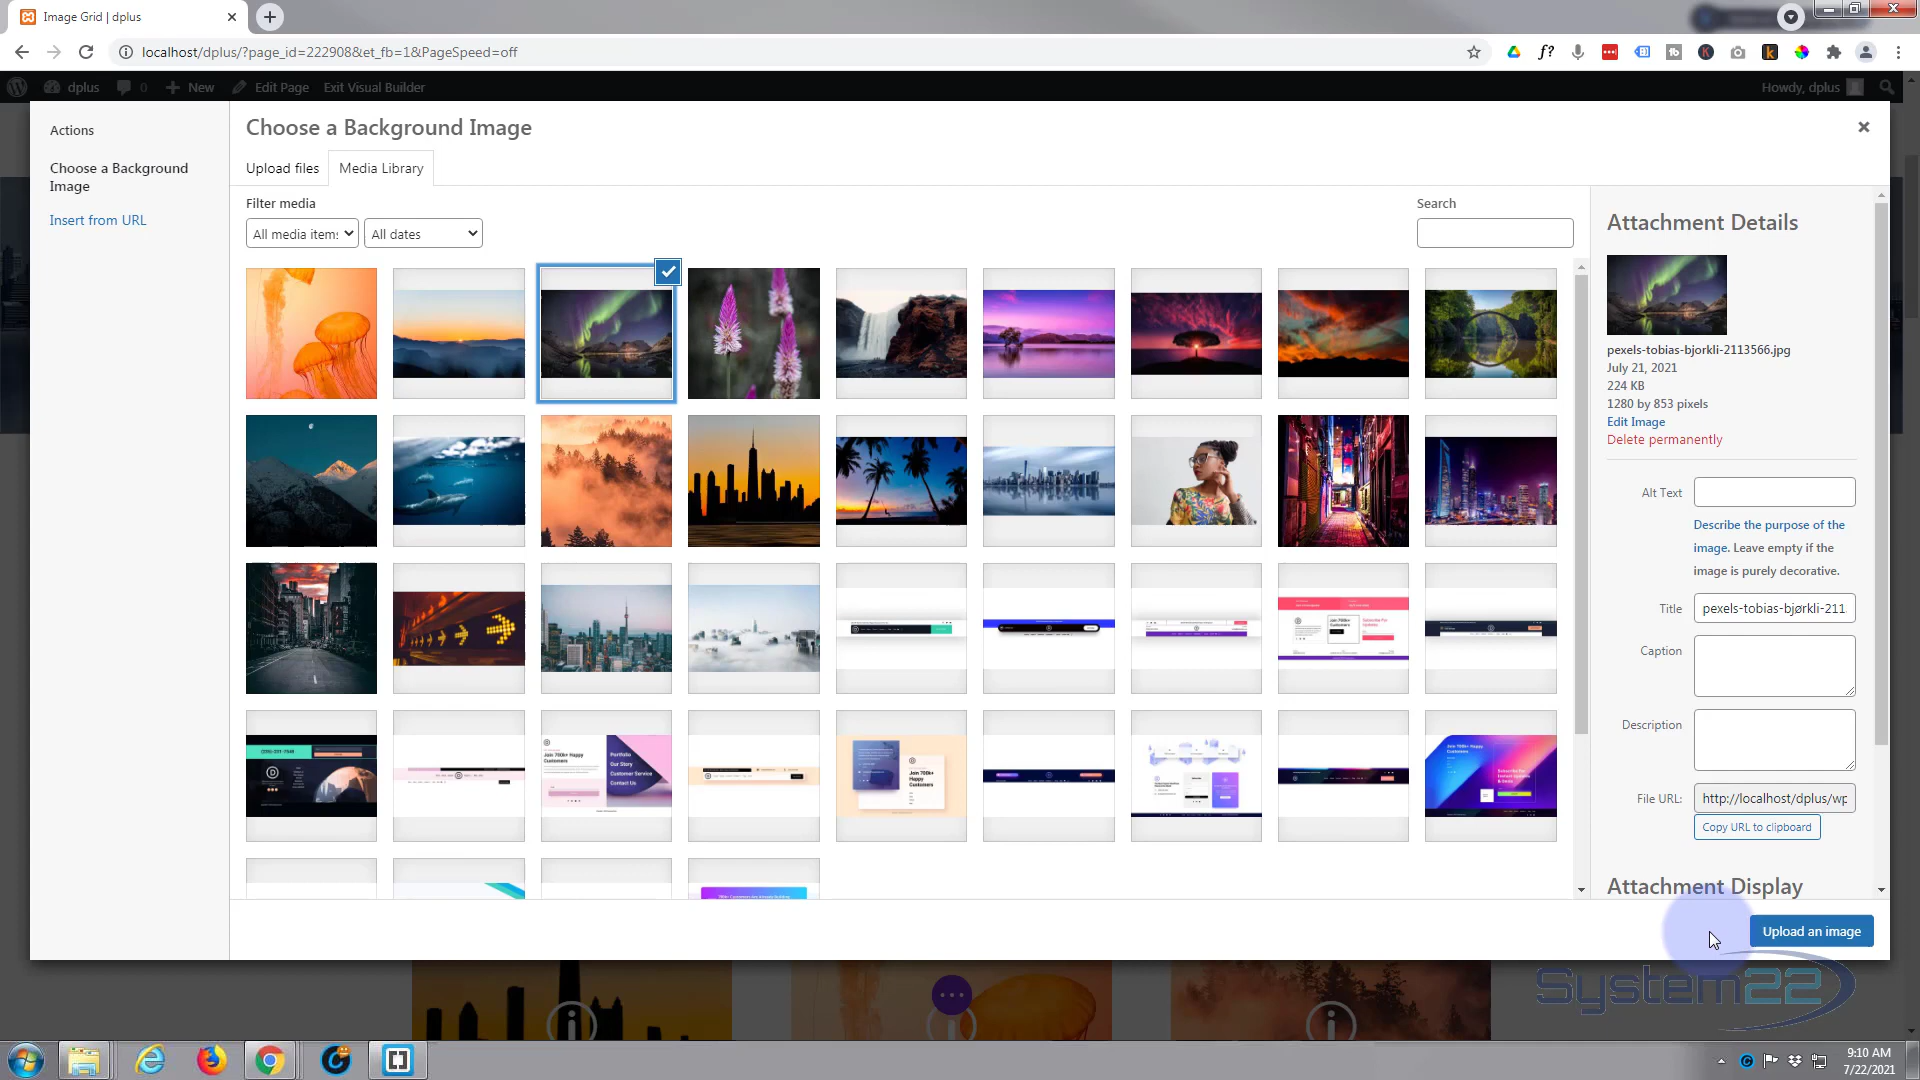 Image Grid | dplus
localhost/dplus/?page_id=222908&et_fb=1&PageSpeed=off
dplus
0
New
Edit Page
Exit Visual Builder
Howdy, dplus
Actions
Choose a Background
Image
Insert from URL
Choose a Background Image
Upload files
Media Library
Filter media
All media items
All dates
Search
Attachment Details
pexels-tobias-bjorkli-2113566.jpg
July 21, 2021
224 KB
1280 by 853 pixels
Edit Image
Delete permanently
Alt Text
Describe the purpose of the
image. Leave empty if the
image is purely decorative.
Title
pexels-tobias-bjørkli-211
Caption
Description
File URL:
http://localhost/dplus/wp
Copy URL to clipboard
Attachment Display
Upload an image
System22
9:10 AM
7/22/2021